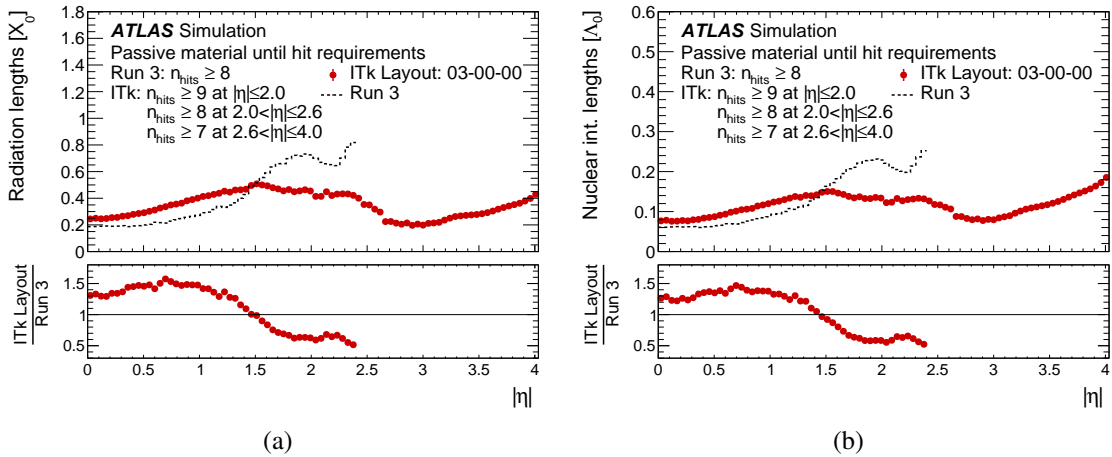 Radiation lengths [X₀]
1.8
1.6
1.4
1.2
1
0.8
0.6
0.4
0.2
0
ATLAS Simulation
Passive material until hit requirements
Run 3: n_hits ≥ 8
ITk: n_hits ≥ 9 at |η|≤2.0
n_hits ≥ 8 at 2.0<|η|≤2.6
n_hits ≥ 7 at 2.6<|η|≤4.0
ITk Layout: 03-00-00
Run 3
ITk Layout
Run 3
1.5
1
0.5
0 0.5 1 1.5 2 2.5 3 3.5 4
|η|
(a)
Nuclear int. lengths [Λ₀]
0.6
0.5
0.4
0.3
0.2
0.1
0
ATLAS Simulation
Passive material until hit requirements
Run 3: n_hits ≥ 8
ITk: n_hits ≥ 9 at |η|≤2.0
n_hits ≥ 8 at 2.0<|η|≤2.6
n_hits ≥ 7 at 2.6<|η|≤4.0
ITk Layout: 03-00-00
Run 3
ITk Layout
Run 3
1.5
1
0.5
0 0.5 1 1.5 2 2.5 3 3.5 4
|η|
(b)